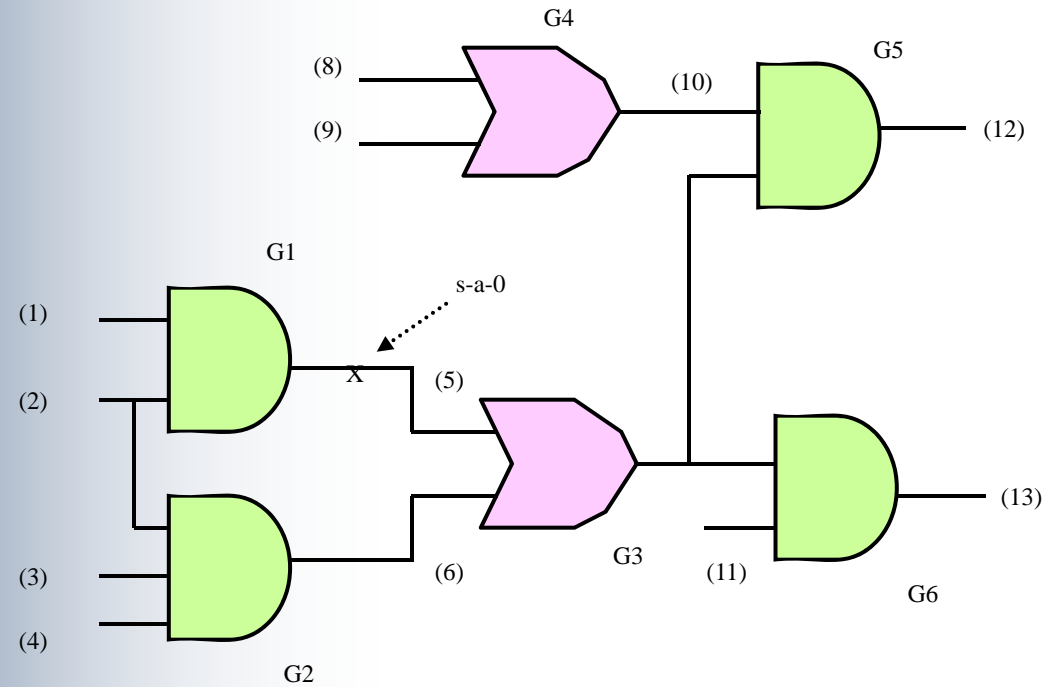 G4
G5
(8)
(10)
(9)
(12)
G1
s-a-0
(1)
X
(5)
(2)
(13)
G3
(3)
(6)
(11)
G6
(4)
G2